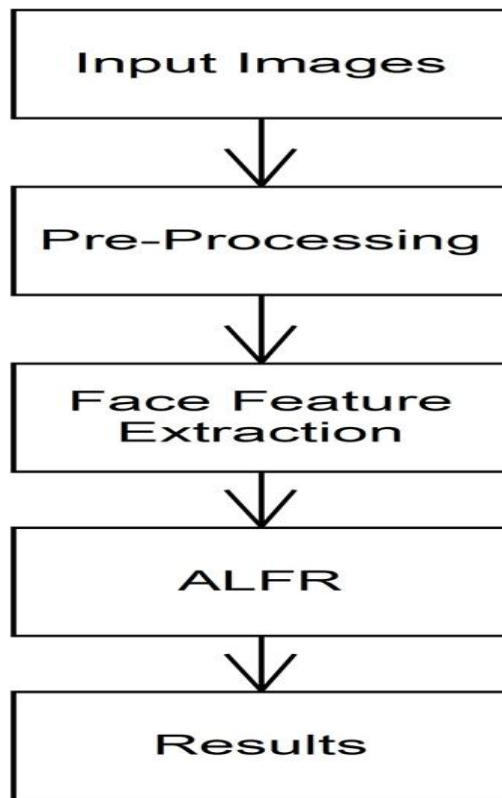 Input Images
Pre-Processing
Face Feature
Extraction
ALFR
Results